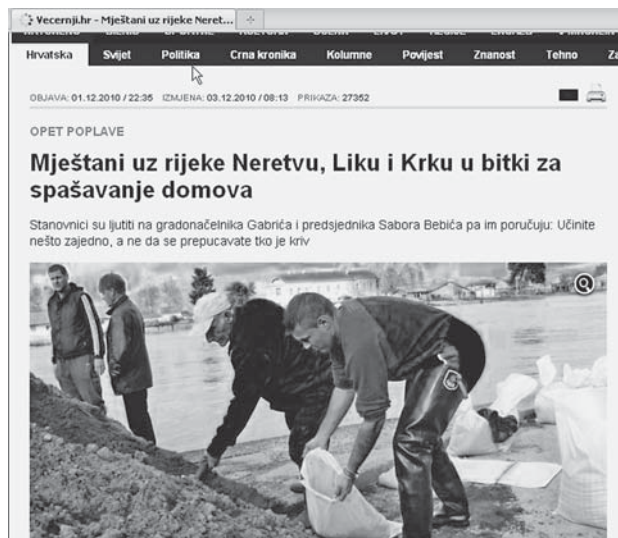 Vecernji.hr - Mještani uz rijeke Neret...
Hrvatska Svijet Politika Crna kronika Kolumne Povijest Znanost Tehno
OBJAVA: 01.12.2010 / 22:35 IZMJENA: 03.12.2010 / 08:13 PRIKAZA: 27352
OPET POPLAVE
Mještani uz rijeke Neretvu, Liku i Krku u bitki za
spašavanje domova
Stanovnici su ljutiti na gradonačelnika Gabrića i predsjednika Sabora Bebića pa im poručuju: Učinite
nešto zajedno, a ne da se prepucavate tko je kriv